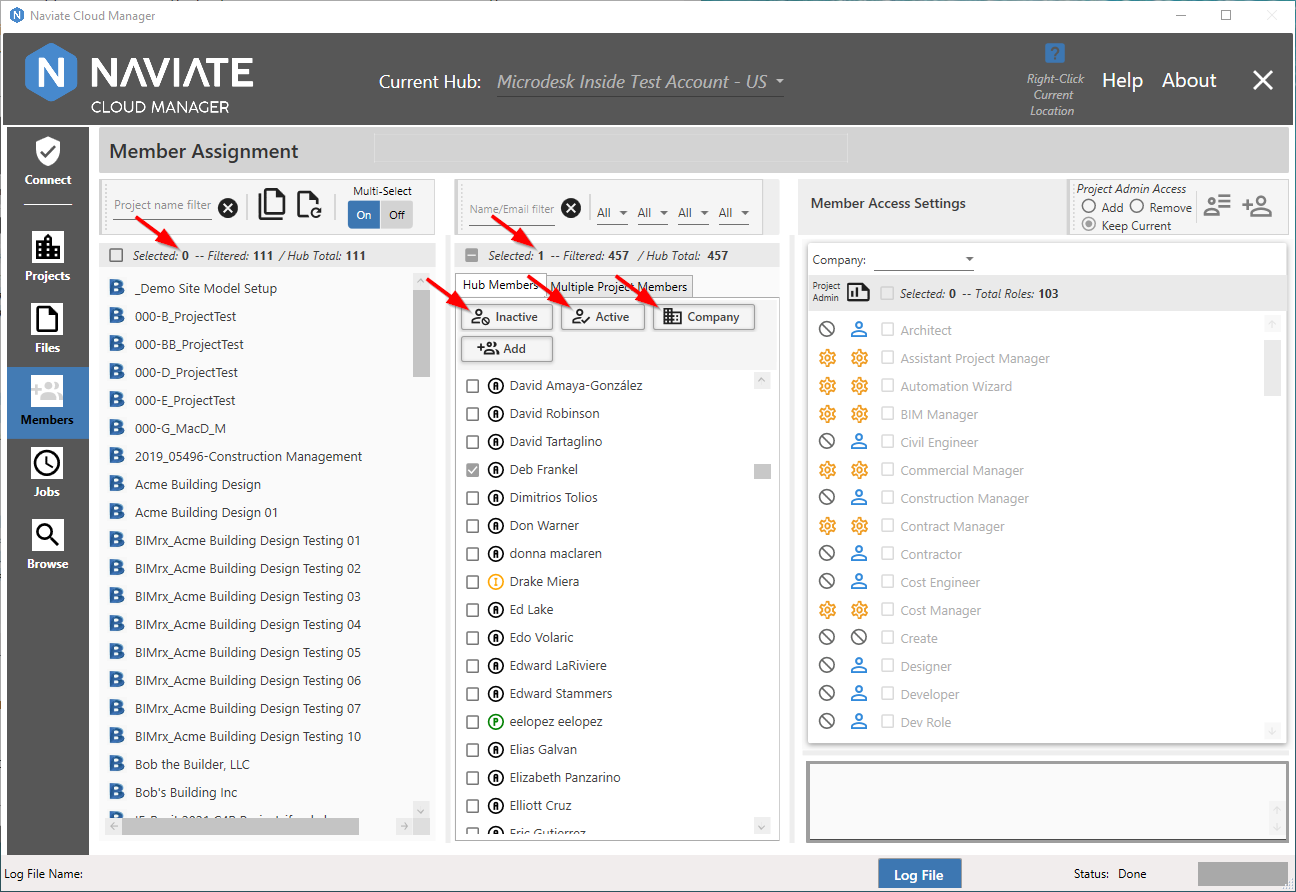 Naviate Cloud Manager
NAVIATE
CLOUD MANAGER
Current Hub: Microdesk Inside Test Account - US
?
Right-Click
Current
Location
Help
About
Connect
Projects
Files
Members
Jobs
Browse
Member Assignment
Project name filter
Multi-Select
On
Off
Selected: 0 -- Filtered: 111 / Hub Total: 111
_Demo Site Model Setup
000-B_ProjectTest
000-BB_ProjectTest
000-D_ProjectTest
000-E_ProjectTest
000-G_MacD_M
2019_05496-Construction Management
Acme Building Design
Acme Building Design 01
BIMrx_Acme Building Design Testing 01
BIMrx_Acme Building Design Testing 02
BIMrx_Acme Building Design Testing 03
BIMrx_Acme Building Design Testing 04
BIMrx_Acme Building Design Testing 05
BIMrx_Acme Building Design Testing 06
BIMrx_Acme Building Design Testing 07
BIMrx_Acme Building Design Testing 10
Bob the Builder, LLC
Bob's Building Inc
Name/Email filter
All
All
All
All
Selected: 1 -- Filtered: 457 / Hub Total: 457
Hub Members
Multiple Project Members
Inactive
Active
Company
Add
David Amaya-González
David Robinson
David Tartaglino
Deb Frankel
Dimitrios Tolios
Don Warner
donna maclaren
Drake Miera
Ed Lake
Edo Volaric
Edward LaRiviere
Edward Stammers
eelopez eelopez
Elias Galvan
Elizabeth Panzarino
Elliott Cruz
Eric Gutierrez
Member Access Settings
Project Admin Access
Add
Remove
Keep Current
Company:
Project
Admin
Selected: 0 -- Total Roles: 103
Architect
Assistant Project Manager
Automation Wizard
BIM Manager
Civil Engineer
Commercial Manager
Construction Manager
Contract Manager
Contractor
Cost Engineer
Cost Manager
Create
Designer
Developer
Dev Role
Log File Name:
Log File
Status: Done